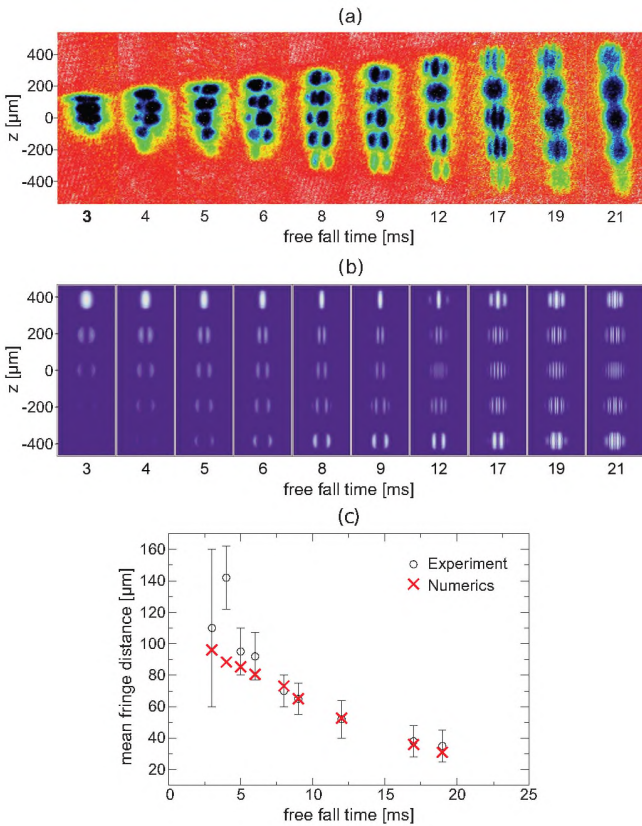 (a)
z [µm]
400
200
0
-200
-400
3 4 5 6 8 9 12 17 19 21
free fall time [ms]
(b)
z [µm]
400
200
0
-200
-400
3 4 5 6 8 9 12 17 19 21
free fall time [ms]
(c)
mean fringe distance [µm]
160
140
120
100
80
60
40
20
Experiment
Numerics
0 5 10 15 20 25
free fall time [ms]